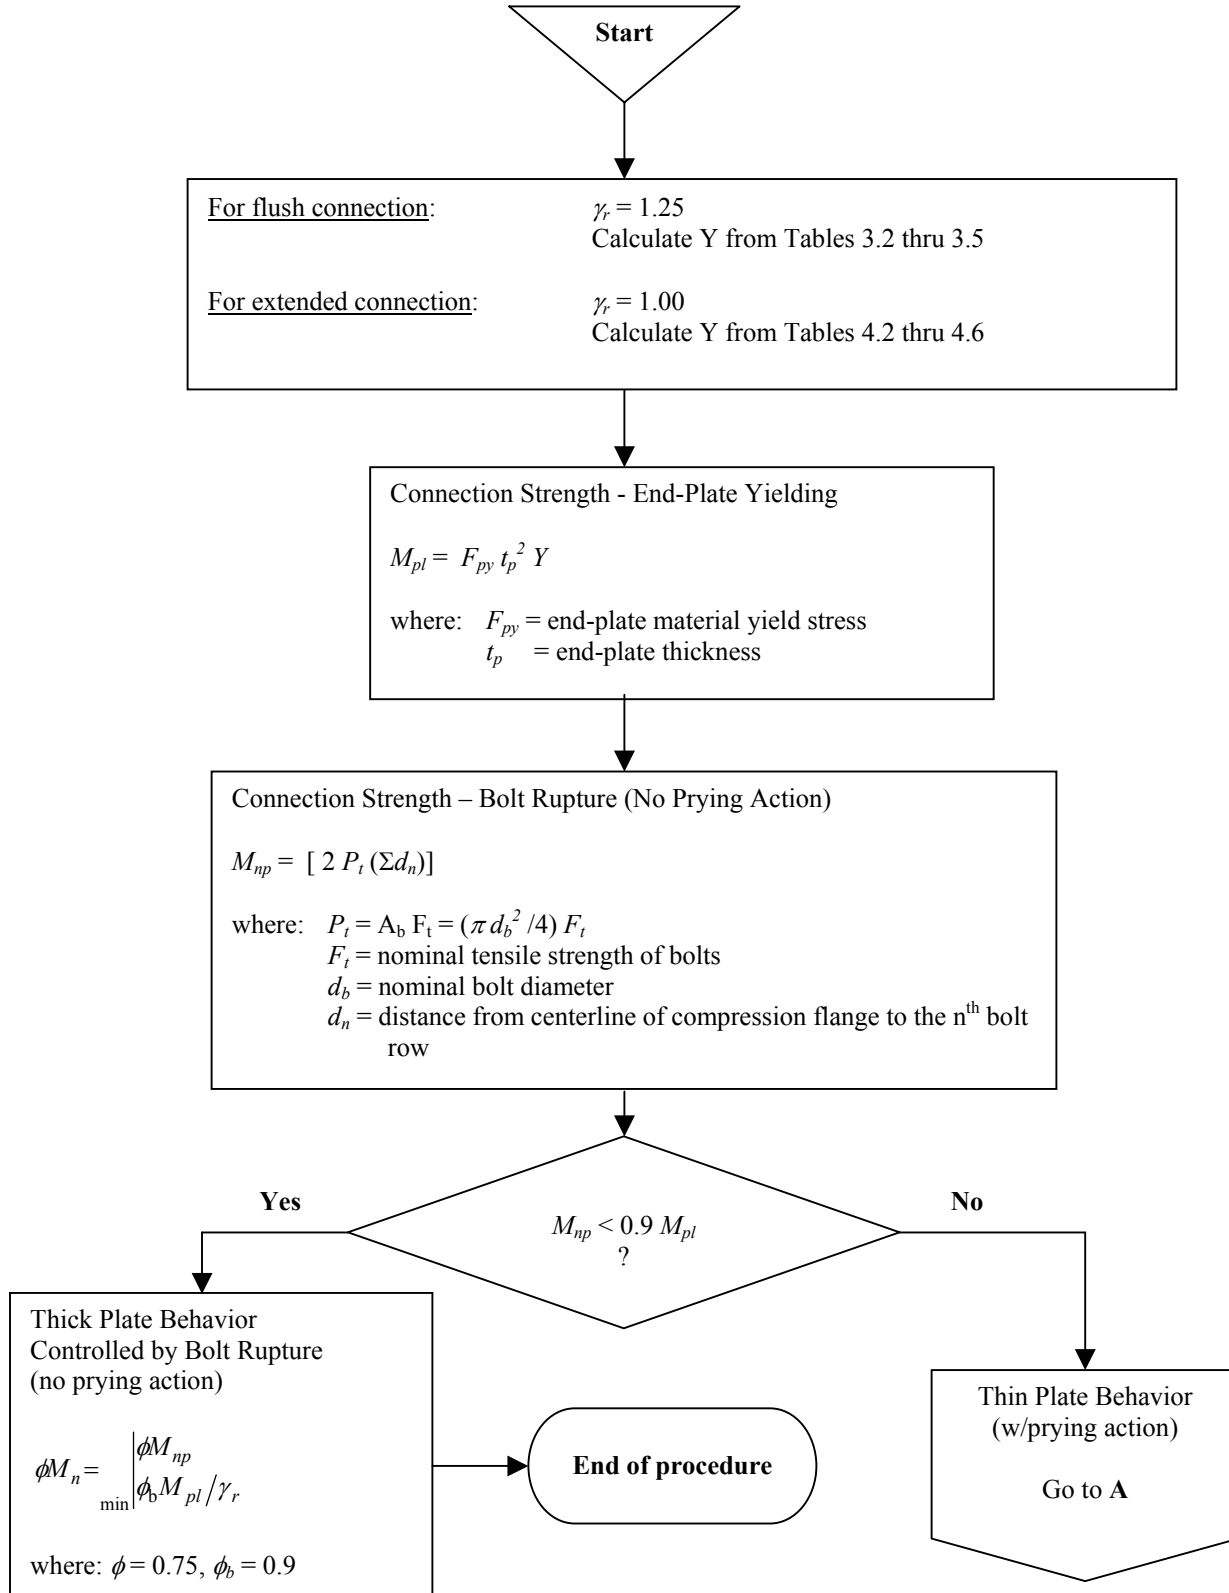 Start
For flush connection: γr = 1.25
Calculate Y from Tables 3.2 thru 3.5
For extended connection: γr = 1.00
Calculate Y from Tables 4.2 thru 4.6
Connection Strength - End-Plate Yielding
Mpl = Fpy tp² Y
where: Fpy = end-plate material yield stress
tp = end-plate thickness
Connection Strength – Bolt Rupture (No Prying Action)
Mnp = [ 2 Pt (Σdn)]
where: Pt = Ab Ft = (π db² /4) Ft
Ft = nominal tensile strength of bolts
db = nominal bolt diameter
dn = distance from centerline of compression flange to the nth bolt
row
Yes
No
Mnp < 0.9 Mpl
?
Thick Plate Behavior
Controlled by Bolt Rupture
(no prying action)
ϕMn = min | ϕMnp
ϕb Mpl/γr
where: ϕ = 0.75, ϕb = 0.9
End of procedure
Thin Plate Behavior
(w/prying action)
Go to A